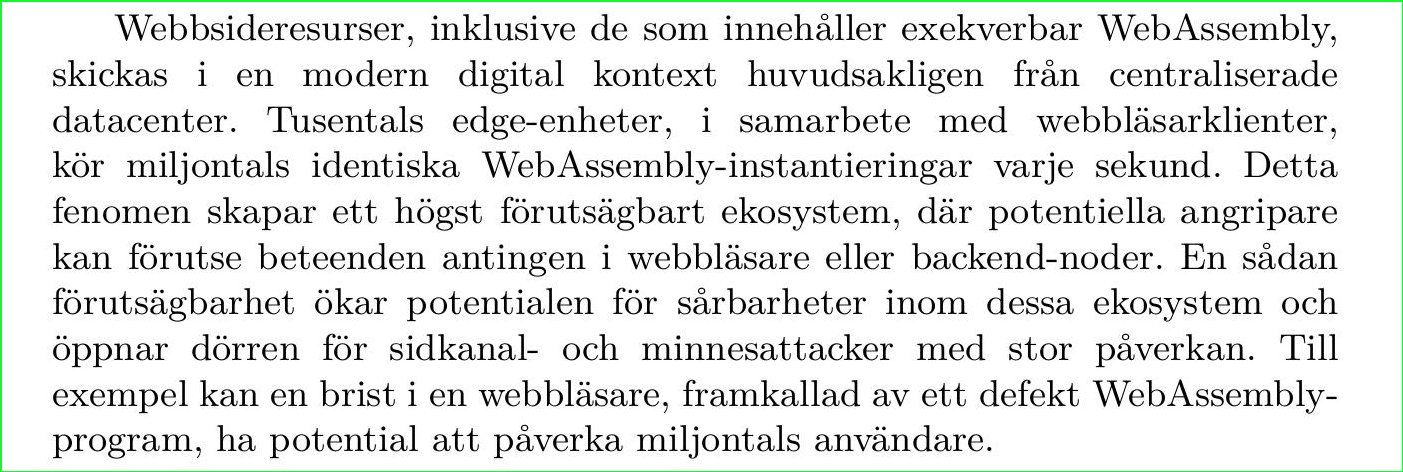 Webbsideresurser, inklusive de som innehåller exekverbar WebAssembly,
skickas i en modern digital kontext huvudsakligen från centraliserade
datacenter. Tusentals edge-enheter, i samarbete med webbläsarklienter,
kör miljontals identiska WebAssembly-instantieringar varje sekund. Detta
fenomen skapar ett högst förutsägbart ekosystem, där potentiella angripare
kan förutse beteenden antingen i webbläsare eller backend-noder. En sådan
förutsägbarhet ökar potentialen för sårbarheter inom dessa ekosystem och
öppnar dörren för sidkanal- och minnesattacker med stor påverkan. Till
exempel kan en brist i en webbläsare, framkallad av ett defekt WebAssembly-
program, ha potential att påverka miljontals användare.